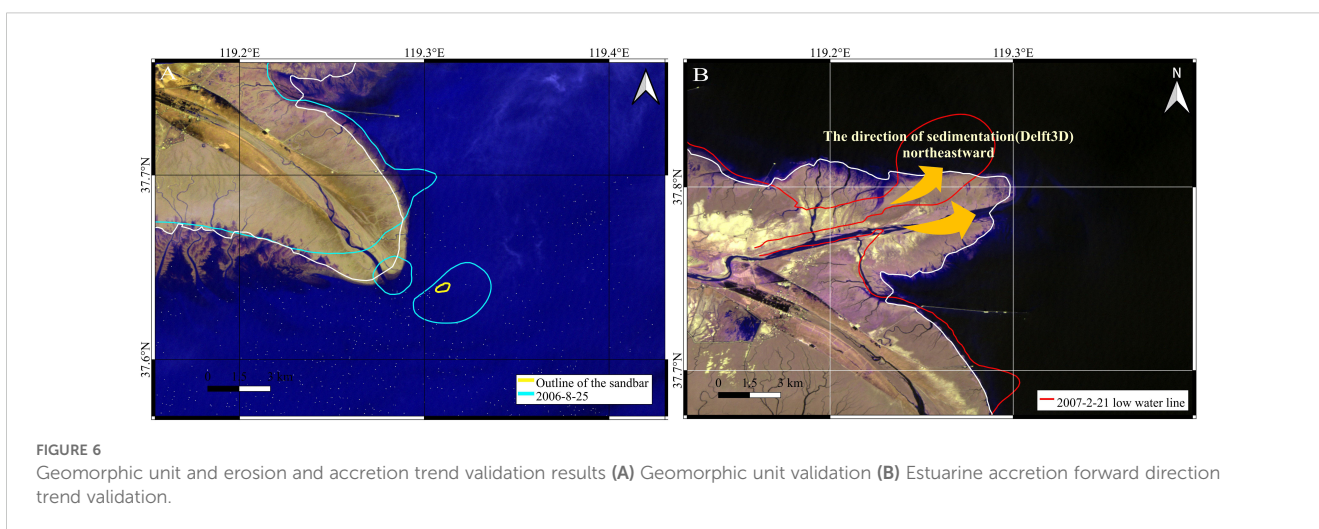 119.2°E
119.3°E
119.4°E
A
37.7°N
37.6°N
0 1.5 3 km
Outline of the sandbar
2006-8-25
119.2°E
119.3°E
B
N
The direction of sedimentation(Delft3D)
northeastward
37.8°N
37.7°N
0 1.5 3 km
2007-2-21 low water line
FIGURE 6
Geomorphic unit and erosion and accretion trend validation results (A) Geomorphic unit validation (B) Estuarine accretion forward direction
trend validation.